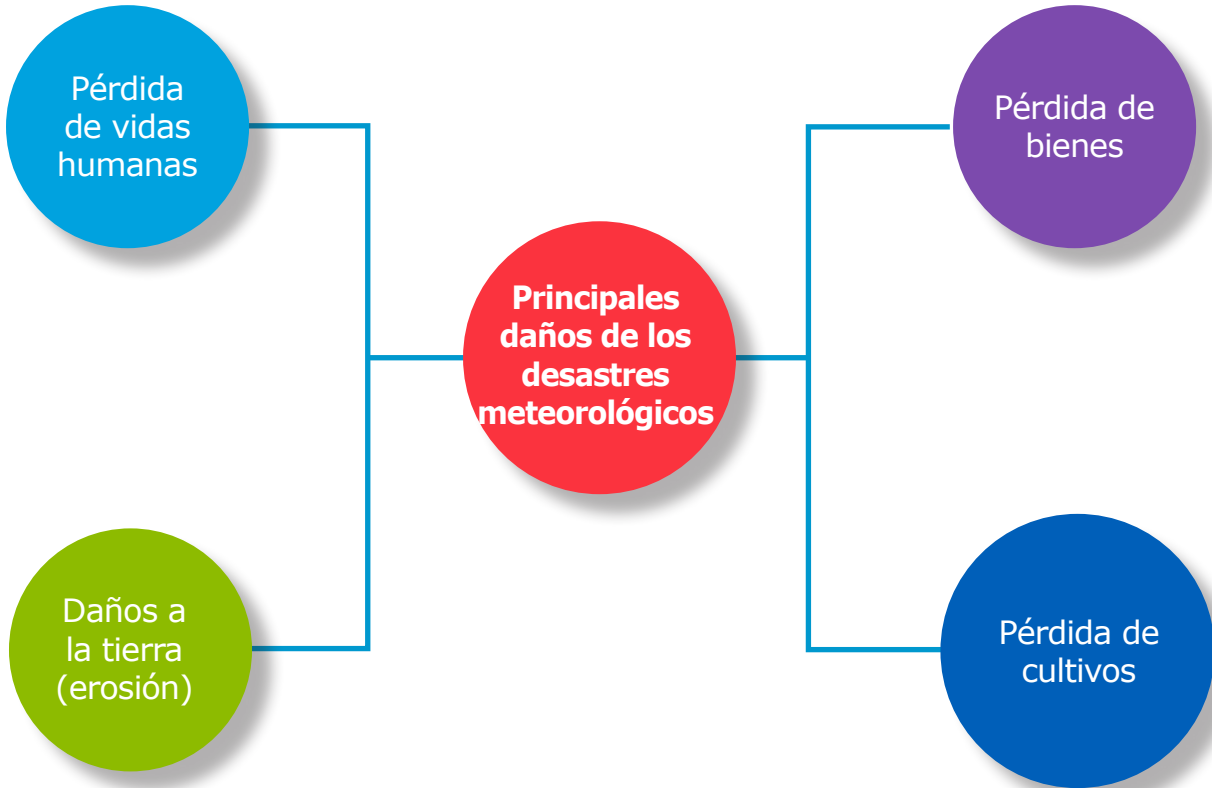 Pérdida
de vidas
humanas
Pérdida de
bienes
Principales
daños de los
desastres
meteorológicos
Daños a
la tierra
(erosión)
Pérdida de
cultivos